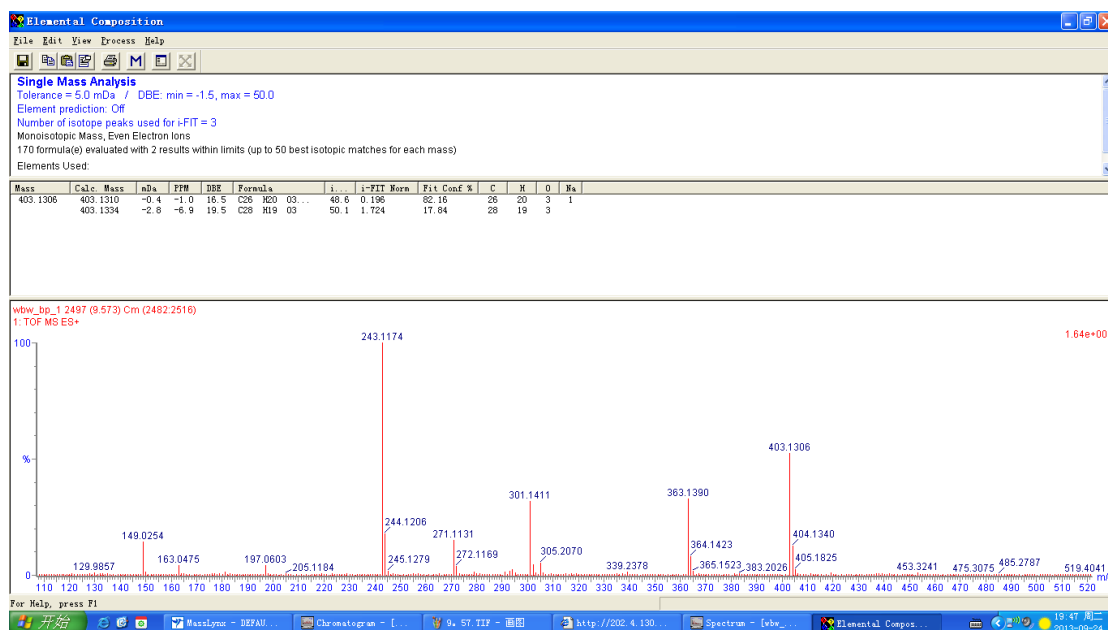 Elemental Composition
File Edit View Process Help
Single Mass Analysis
Tolerance = 5.0 mDa / DBE: min = -1.5, max = 50.0
Element prediction: Off
Number of isotope peaks used for i-FIT = 3
Monoisotopic Mass, Even Electron Ions
170 formula(e) evaluated with 2 results within limits (up to 50 best isotopic matches for each mass)
Elements Used:
Mass Calc. Mass mDa PPM DBE Formula i... i-FIT Norm Fit Conf % C H O Na
403.1306 403.1310 -0.4 -1.0 16.5 C26 H20 O3... 48.6 0.196 82.16 26 20 3 1
403.1334 -2.8 -6.9 19.5 C28 H19 O3 50.1 1.724 17.84 28 19 3
wbw_bp_1 2497 (9.573) Cm (2482:2516)
1: TOF MS ES+
1.64e+00
100
243.1174
%
403.1306
301.1411
363.1390
244.1206
404.1340
149.0254
271.1131
364.1423
163.0475
305.2070
272.1169
405.1825
129.9857
197.0603
205.1184
245.1279
339.2378
365.1523
383.2026
453.3241
475.3075
485.2787
519.4041
0
m/
110 120 130 140 150 160 170 180 190 200 210 220 230 240 250 260 270 280 290 300 310 320 330 340 350 360 370 380 390 400 410 420 430 440 450 460 470 480 490 500 510 520
For Help, press F1
开始 MassLynx - DEFAU... Chromatogram - [... 9。57.TIF - 画图 http://202.4.130... Spectrum - [wbw_... Elemental Compos... 19:47 周二
2013-09-24